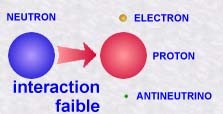 NEUTRON
ELECTRON
PROTON
interaction
faible
ANTINEUTRINO